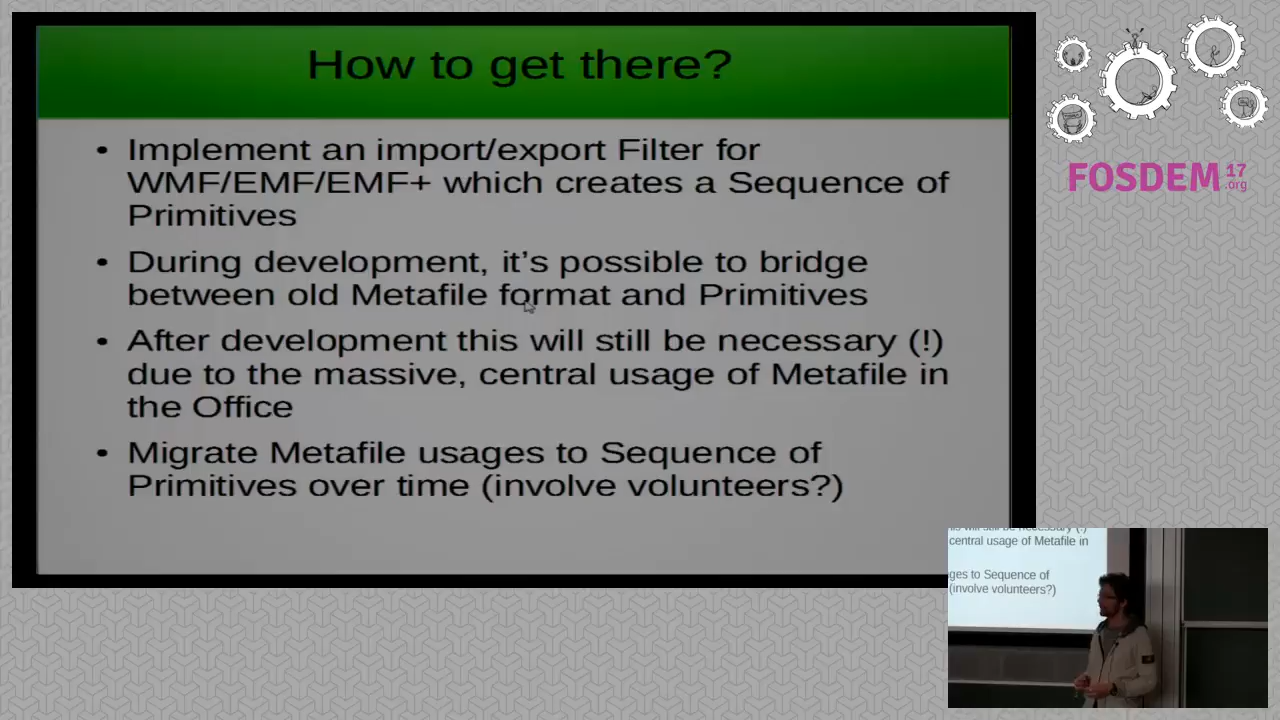 How to get there?
• Implement an import/export Filter for
WMF/EMF/EMF+ which creates a Sequence of
Primitives
• During development, it's possible to bridge
between old Metafile format and Primitives
• After development this will still be necessary (!)
due to the massive, central usage of Metafile in
the Office
• Migrate Metafile usages to Sequence of
Primitives over time (involve volunteers?)
FOSDEM 17
.org
central usage of Metafile in
ges to Sequence of
(involve volunteers?)